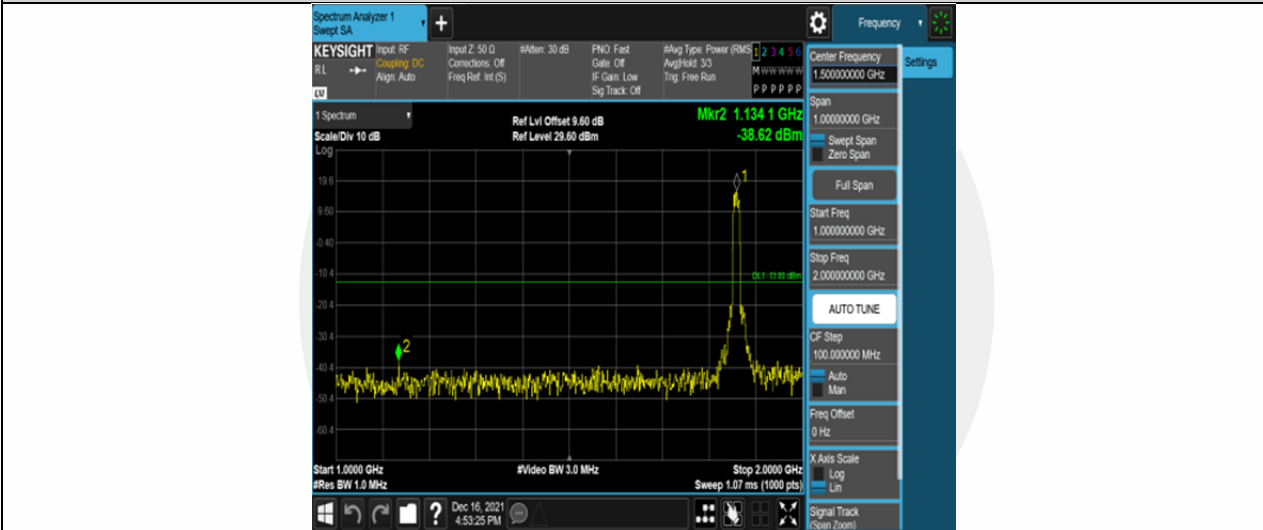 Spectrum Analyzer 1
Swept SA
+
Frequency
KEYSIGHT
RL
LV
Input: RF
Coupling: DC
Align: Auto
Input Z: 50 Ω
Corrections: Off
Freq Ref: Int (S)
#Atten: 30 dB
PNO: Fast
Gate: Off
IF Gain: Low
Sig Track: Off
#Avg Type: Power (RMS
Avg|Hold: 3/3
Trig: Free Run
1 2 3 4 5 6
M W W W W W
P P P P P P
1 Spectrum
Scale/Div 10 dB
Log
Ref Lvl Offset 9.60 dB
Ref Level 29.60 dBm
Mkr2 1.134 1 GHz
-38.62 dBm
19.6
9.60
-0.40
-10.4
-20.4
-30.4
-40.4
-50.4
-60.4
1
DL1 -13.00 dBm
2
Start 1.0000 GHz
#Res BW 1.0 MHz
#Video BW 3.0 MHz
Stop 2.0000 GHz
Sweep 1.07 ms (1000 pts)
?
Dec 16, 2021
4:53:25 PM
Center Frequency
1.500000000 GHz
Span
1.00000000 GHz
Swept Span
Zero Span
Full Span
Start Freq
1.000000000 GHz
Stop Freq
2.000000000 GHz
AUTO TUNE
CF Step
100.000000 MHz
Auto
Man
Freq Offset
0 Hz
X Axis Scale
Log
Lin
Signal Track
(Span Zoom)
Settings